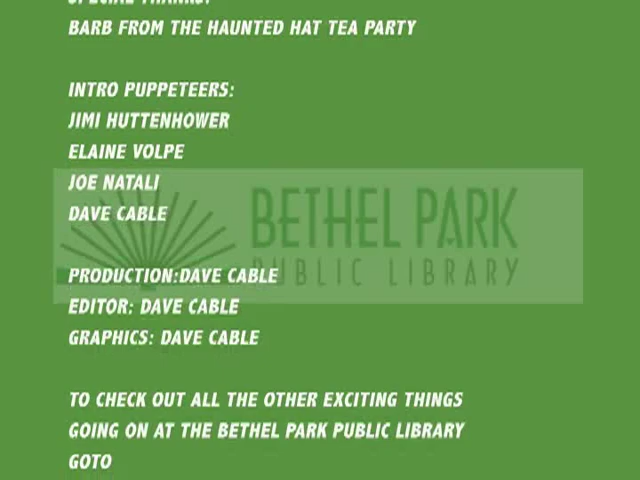 SPECIAL THANKS:
BARB FROM THE HAUNTED HAT TEA PARTY
INTRO PUPPETEERS:
JIMI HUTTENHOWER
ELAINE VOLPE
JOE NATALI
DAVE CABLE
BETHEL PARK
PUBLIC LIBRARY
PRODUCTION:DAVE CABLE
EDITOR: DAVE CABLE
GRAPHICS: DAVE CABLE
TO CHECK OUT ALL THE OTHER EXCITING THINGS
GOING ON AT THE BETHEL PARK PUBLIC LIBRARY
GOTO